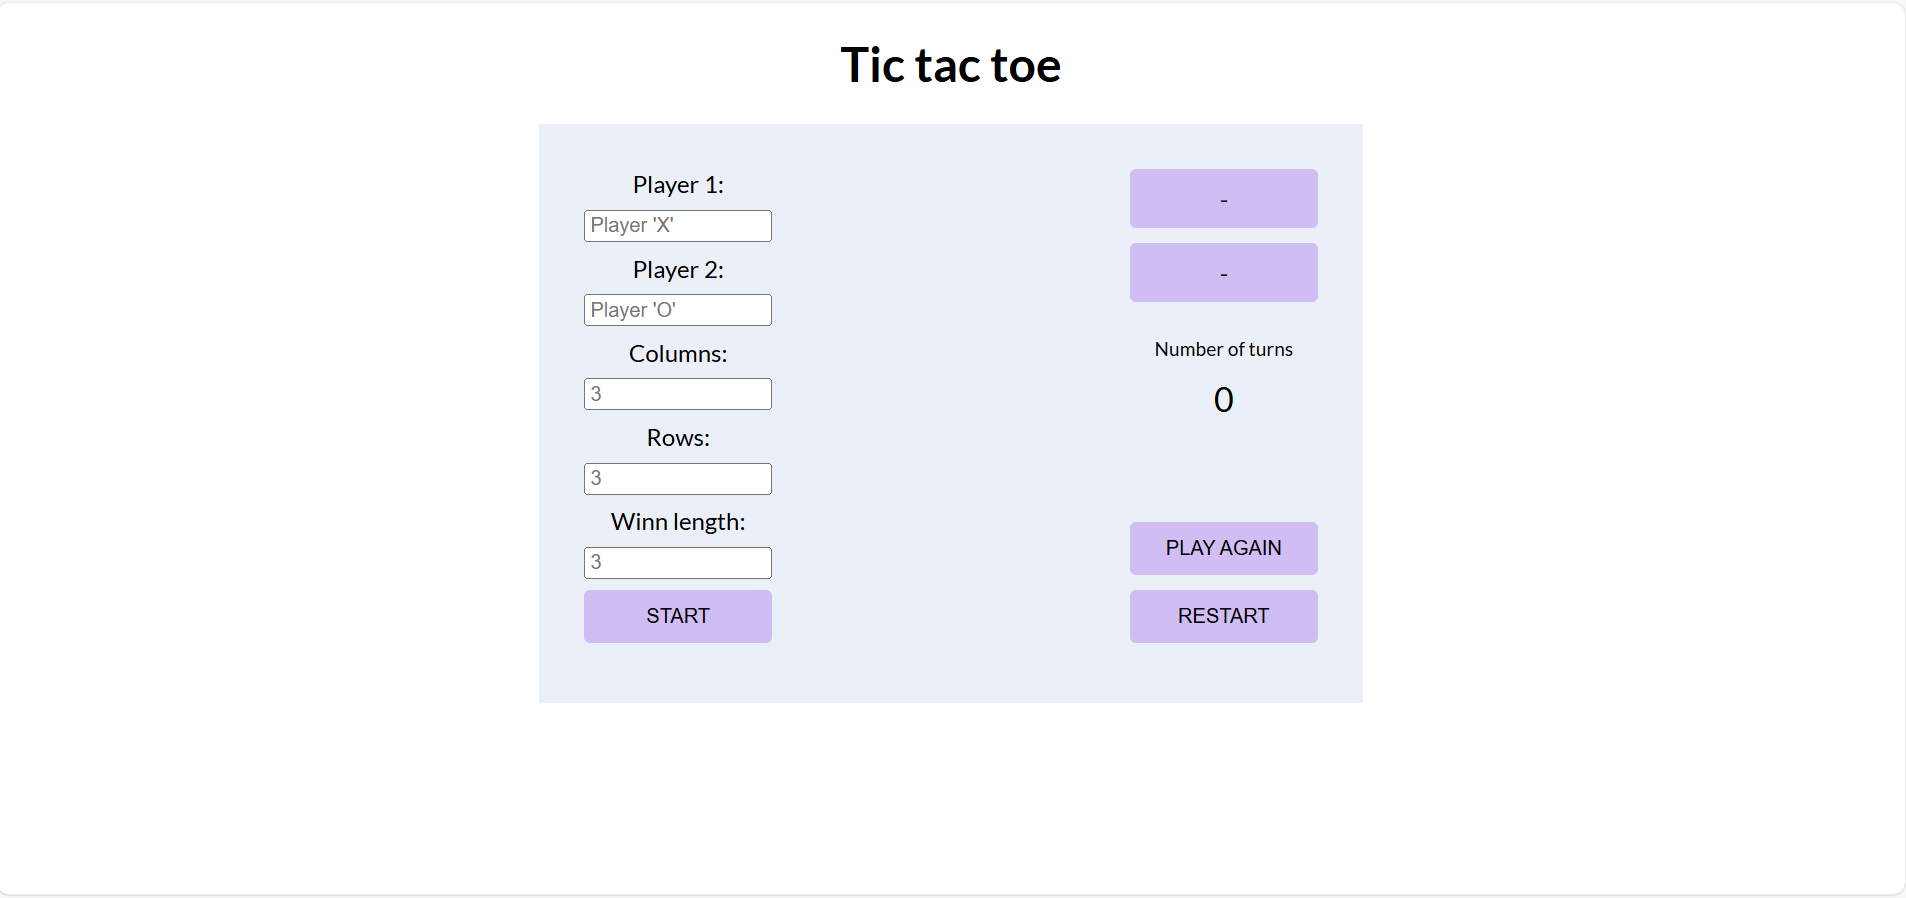 Tic tac toe
Player 1:
Player 'X'
Player 2:
Player 'O'
Columns:
3
Rows:
3
Winn length:
3
START
-
-
Number of turns
0
PLAY AGAIN
RESTART